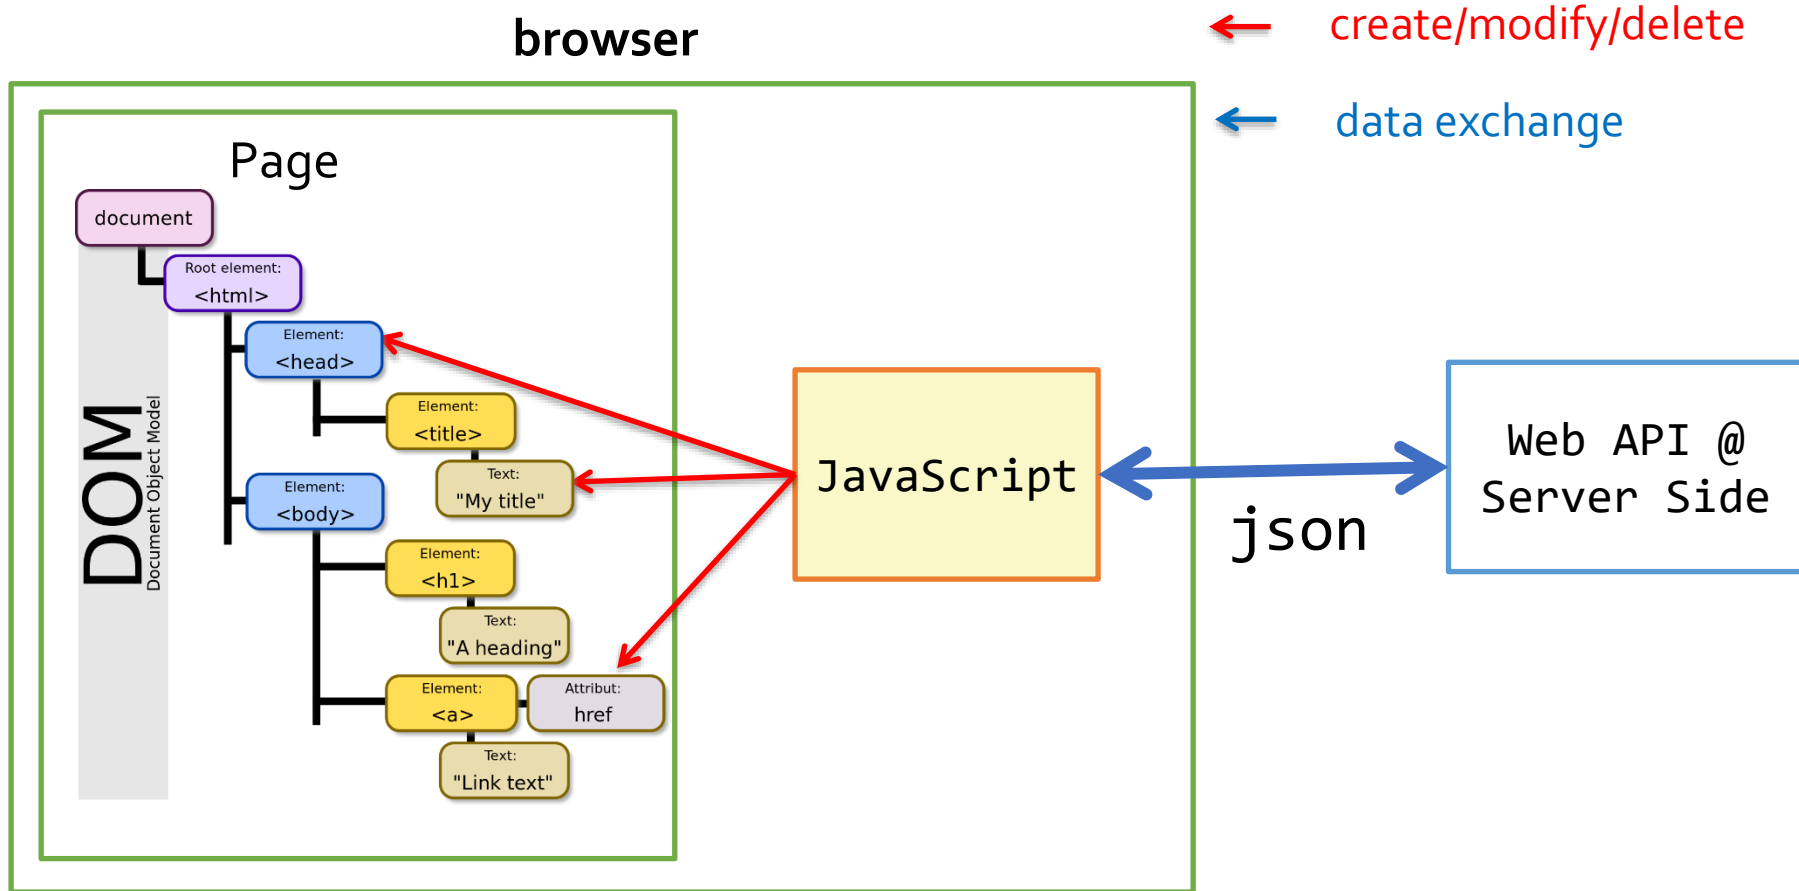 browser
create/modify/delete
data exchange
Page
document
Root element:
<html>
Element:
<head>
Element:
<title>
Text:
"My title"
Element:
<body>
Element:
<h1>
Text:
"A heading"
Element:
<a>
Attribut:
href
Text:
"Link text"
DOM
Document Object Model
JavaScript
json
Web API @
Server Side